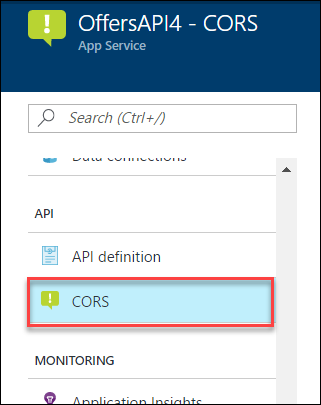 OffersAPI4 - CORS
App Service
Search (Ctrl+/)
Data connections
API
API definition
CORS
MONITORING
Application Insights